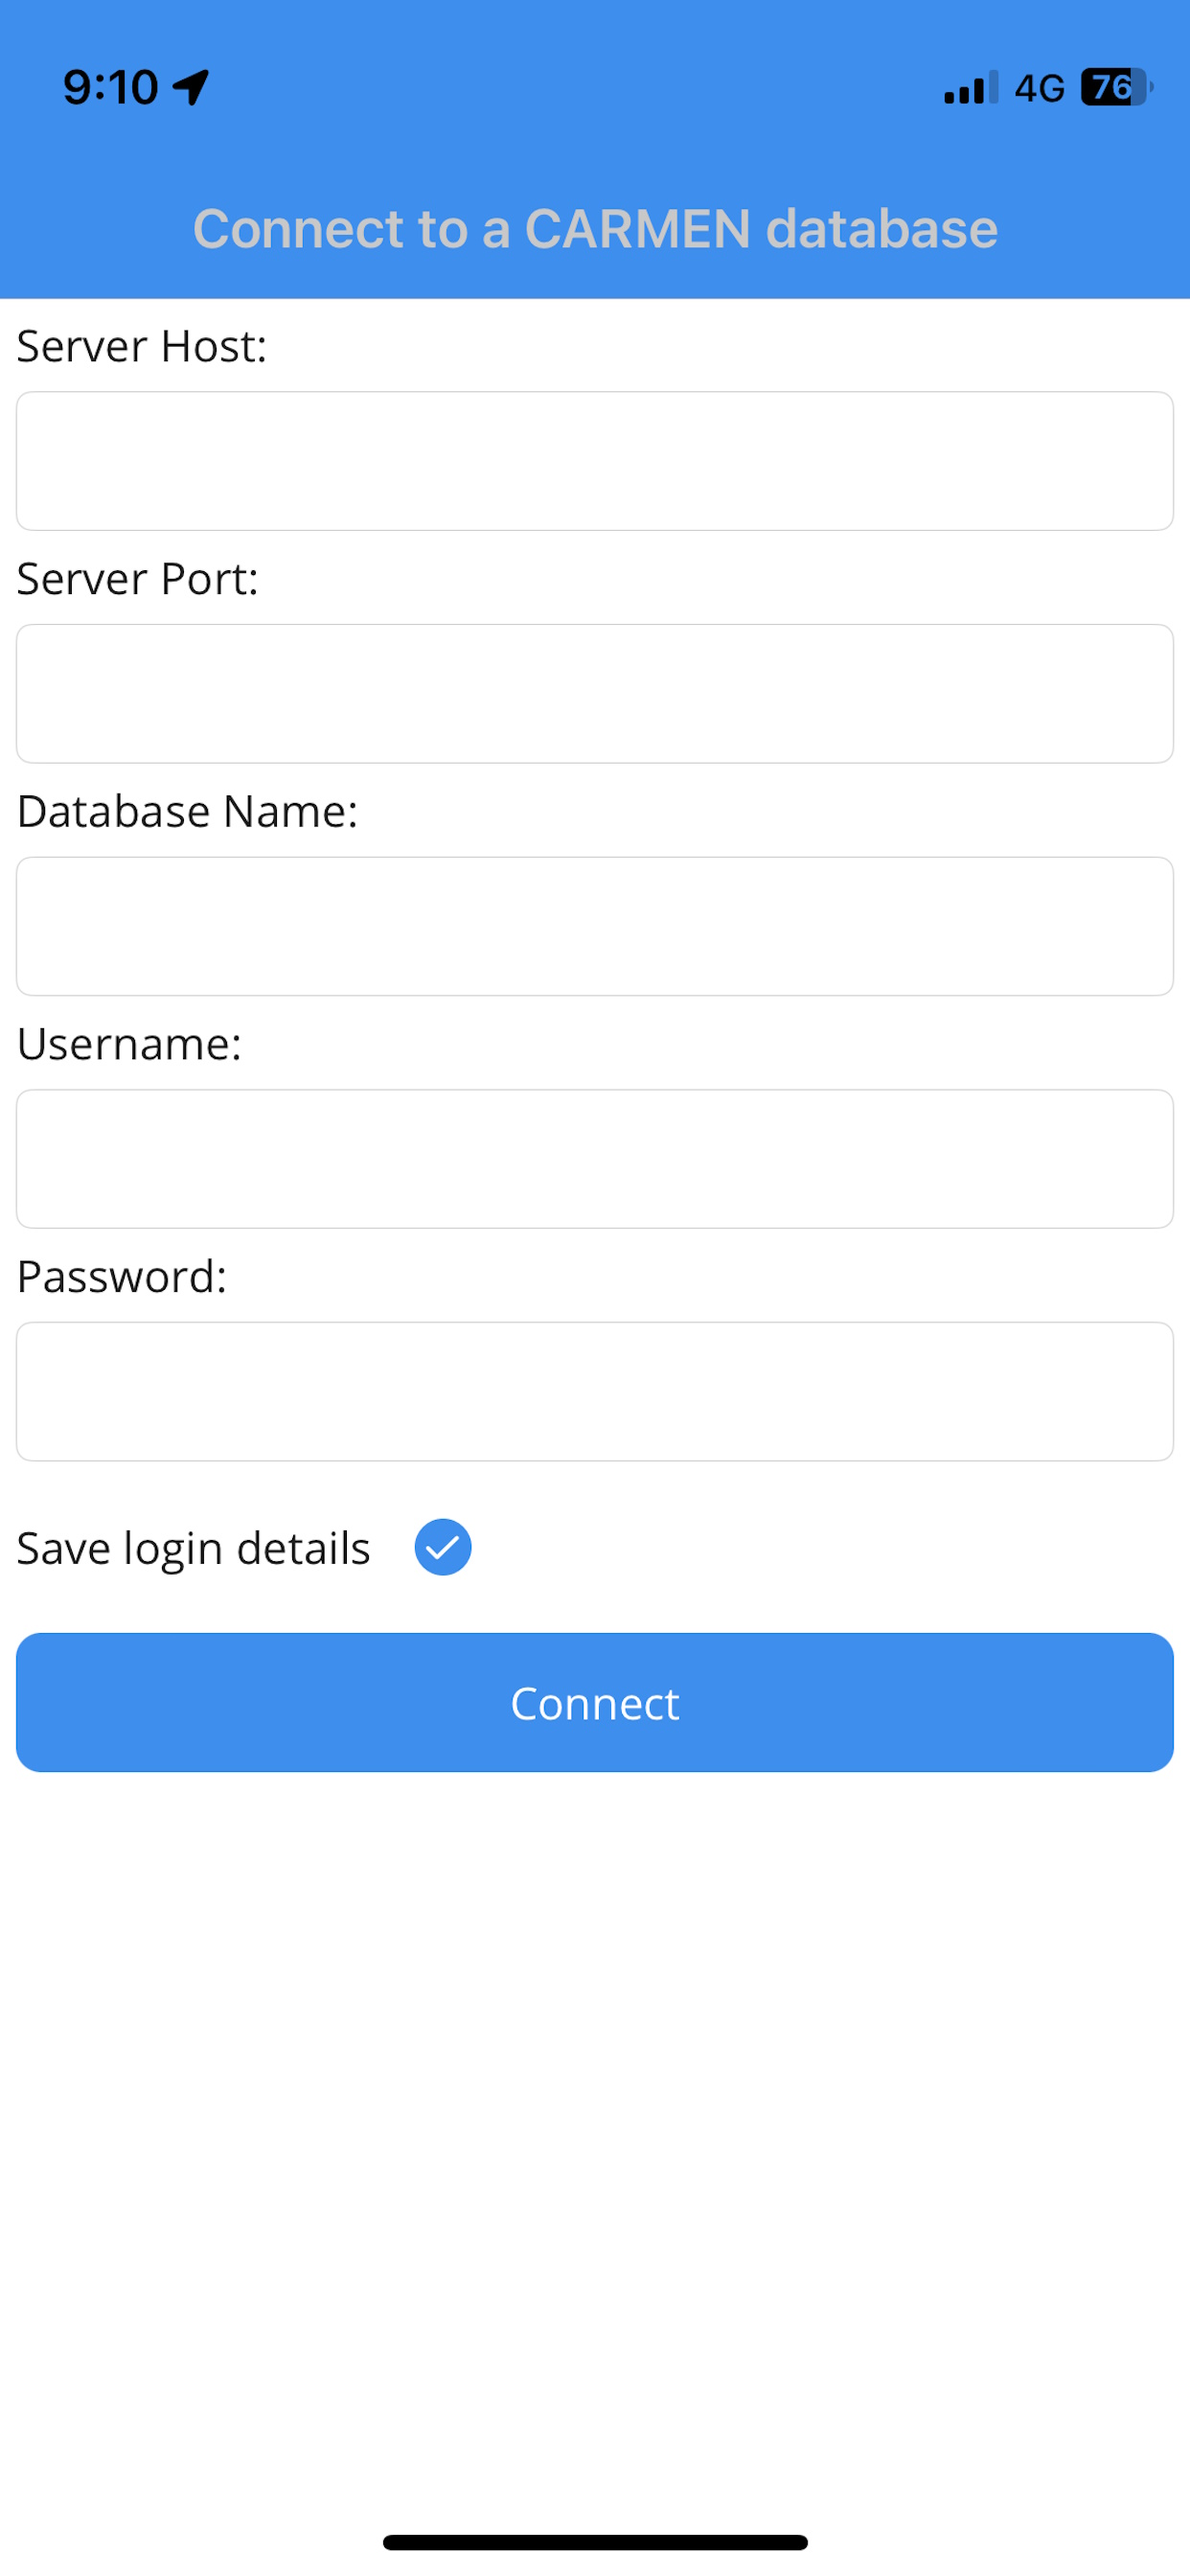 9:10 4G 76
Connect to a CARMEN database
Server Host:
Server Port:
Database Name:
Username:
Password:
Save login details
Connect